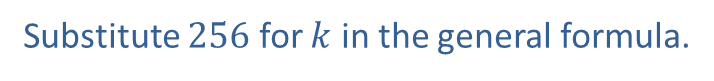 Substitute 256 for k in the general formula.